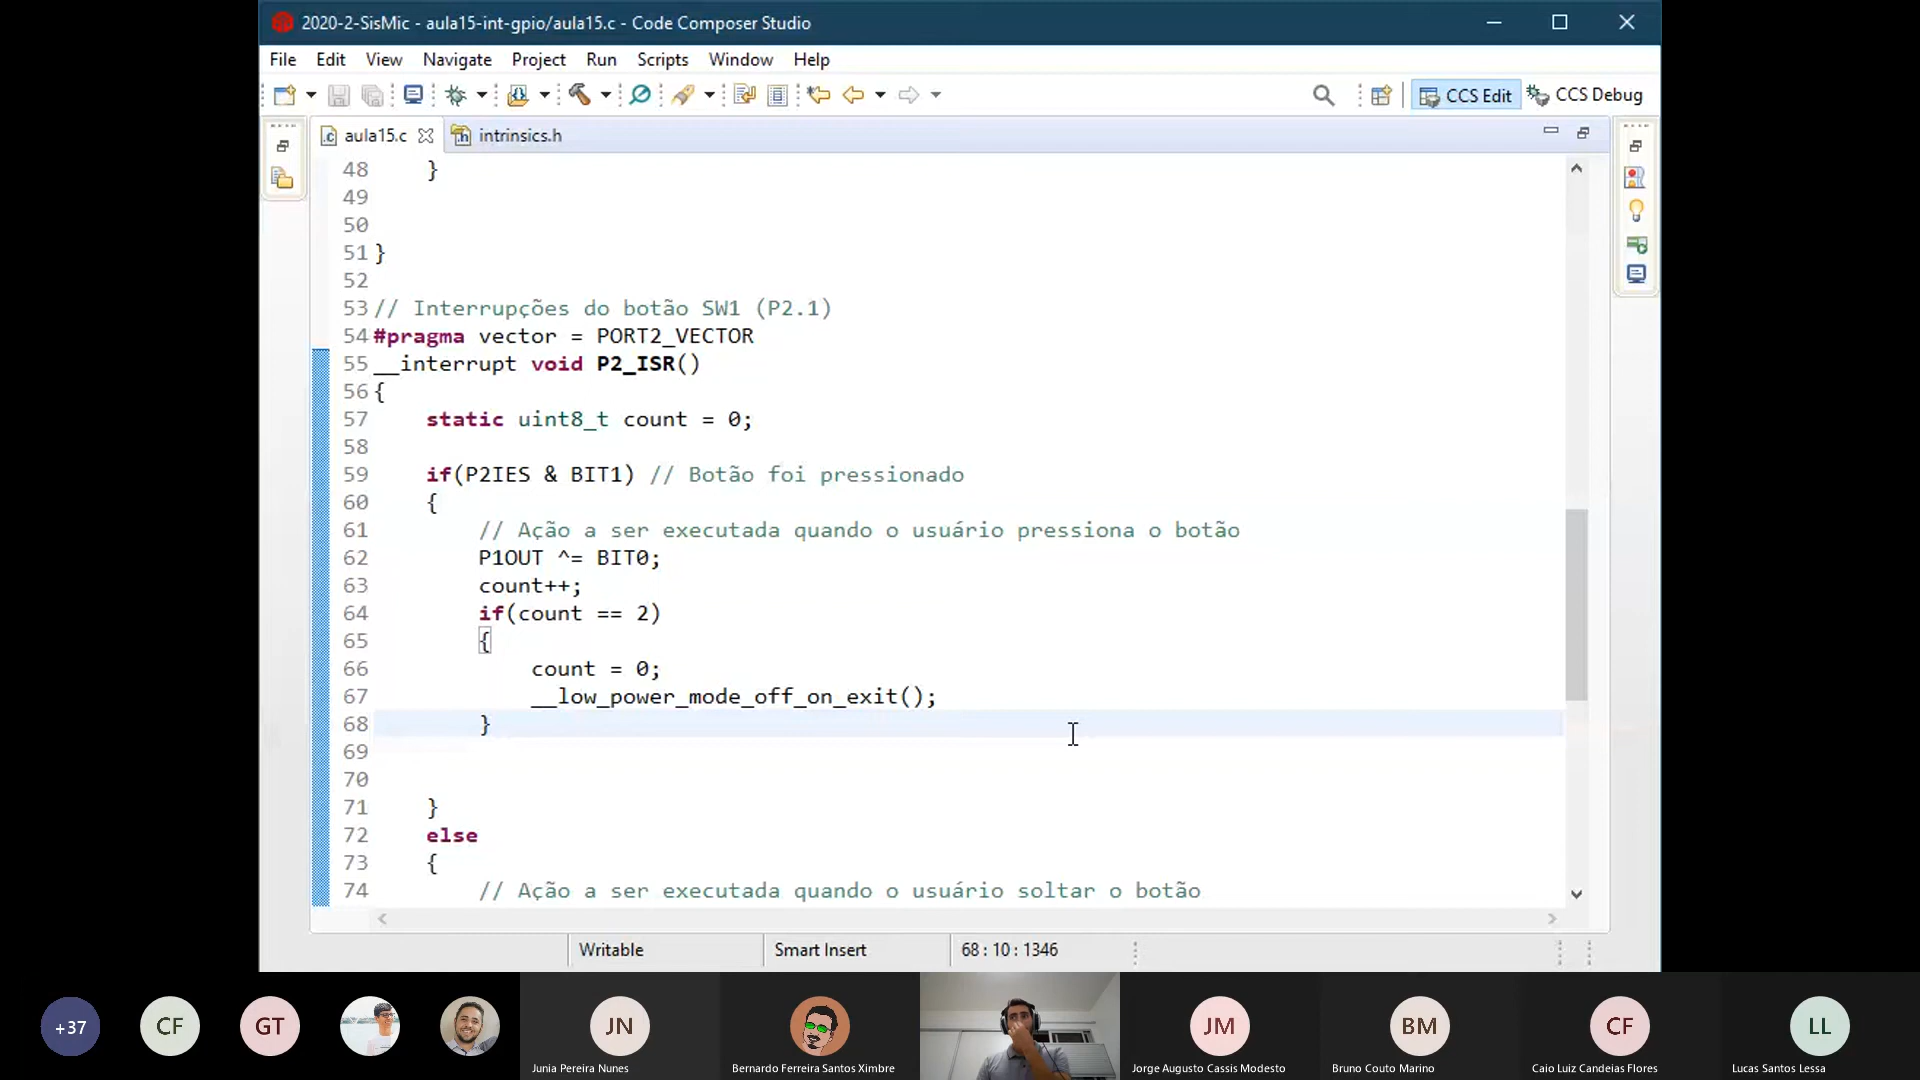 2020-2-SisMic - aula15-int-gpio/aula15.c - Code Composer Studio
File Edit View Navigate Project Run Scripts Window Help
CCS Edit CCS Debug
aula15.c intrinsics.h
48     }
49
50
51 }
52
53 // Interrupções do botão SW1 (P2.1)
54 #pragma vector = PORT2_VECTOR
55 __interrupt void P2_ISR()
56 {
57     static uint8_t count = 0;
58
59     if(P2IES & BIT1) // Botão foi pressionado
60     {
61         // Ação a ser executada quando o usuário pressiona o botão
62         P1OUT ^= BIT0;
63         count++;
64         if(count == 2)
65         {
66             count = 0;
67             __low_power_mode_off_on_exit();
68         }
69
70
71     }
72     else
73     {
74         // Ação a ser executada quando o usuário soltar o botão
Writable Smart Insert 68 : 10 : 1346
+37 CF GT JN JM BM CF LL
Junia Pereira Nunes Bernardo Ferreira Santos Ximbre Jorge Augusto Cassis Modesto Bruno Couto Marino Caio Luiz Candeias Flores Lucas Santos Lessa